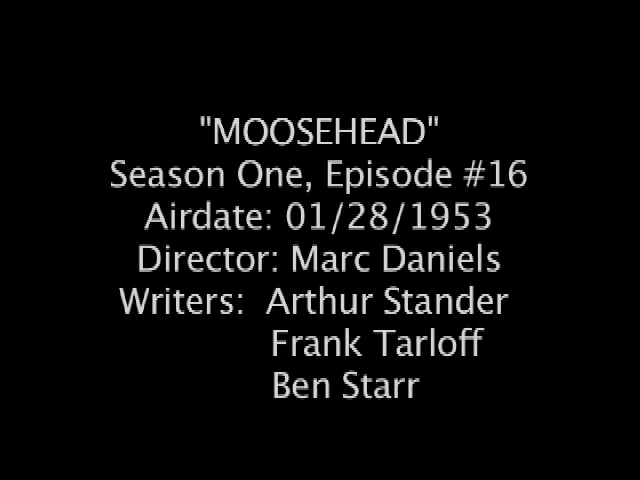 "MOOSEHEAD"
Season One, Episode #16
Airdate: 01/28/1953
Director: Marc Daniels
Writers: Arthur Stander
Frank Tarloff
Ben Starr